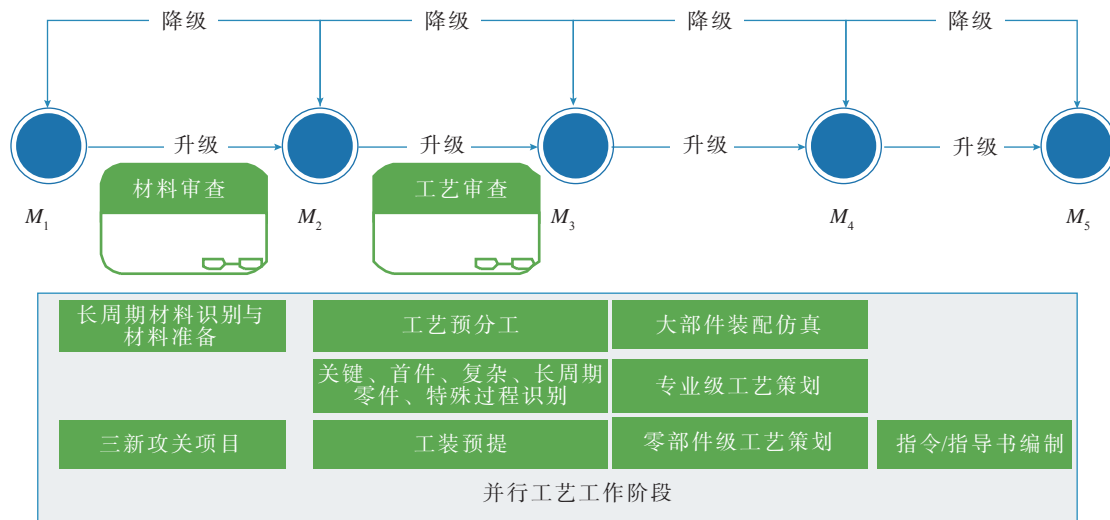 降级 降级 降级 降级
升级 升级 升级 升级
材料审查 工艺审查
M1 M2 M3 M4 M5
长周期材料识别与
材料准备
工艺预分工
大部件装配仿真
关键、首件、复杂、长周期
零件、特殊过程识别
专业级工艺策划
三新攻关项目
工装预提
零部件级工艺策划
指令/指导书编制
并行工艺工作阶段